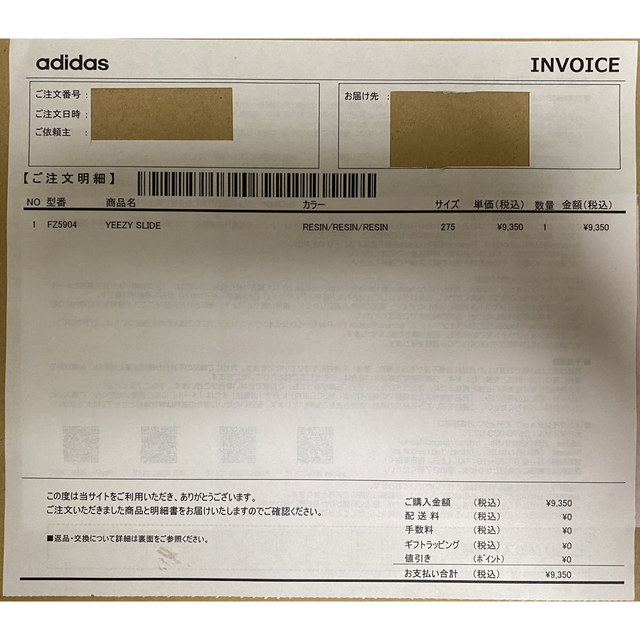 adidas INVOICE
ご注文番号 :
ご注文日時 :
ご依頼主 :
お届け先 :
【ご注文明細】
NO 型番 商品名 カラー サイズ 単価(税込) 数量 金額(税込)
1 FZ5904 YEEZY SLIDE RESIN/RESIN/RESIN 275 ¥9,350 1 ¥9,350
この度は当サイトをご利用いただき、ありがとうございます。
ご注文いただきました商品と明細書をお届けいたしますのでご確認ください。
■返品・交換について詳細は裏面をご参照ください。
ご購入金額 (税込) ¥9,350
配送料 (税込) ¥0
手数料 (税込) ¥0
ギフトラッピング (税込) ¥0
値引き (ポイント) ¥0
お支払い合計 (税込) ¥9,350